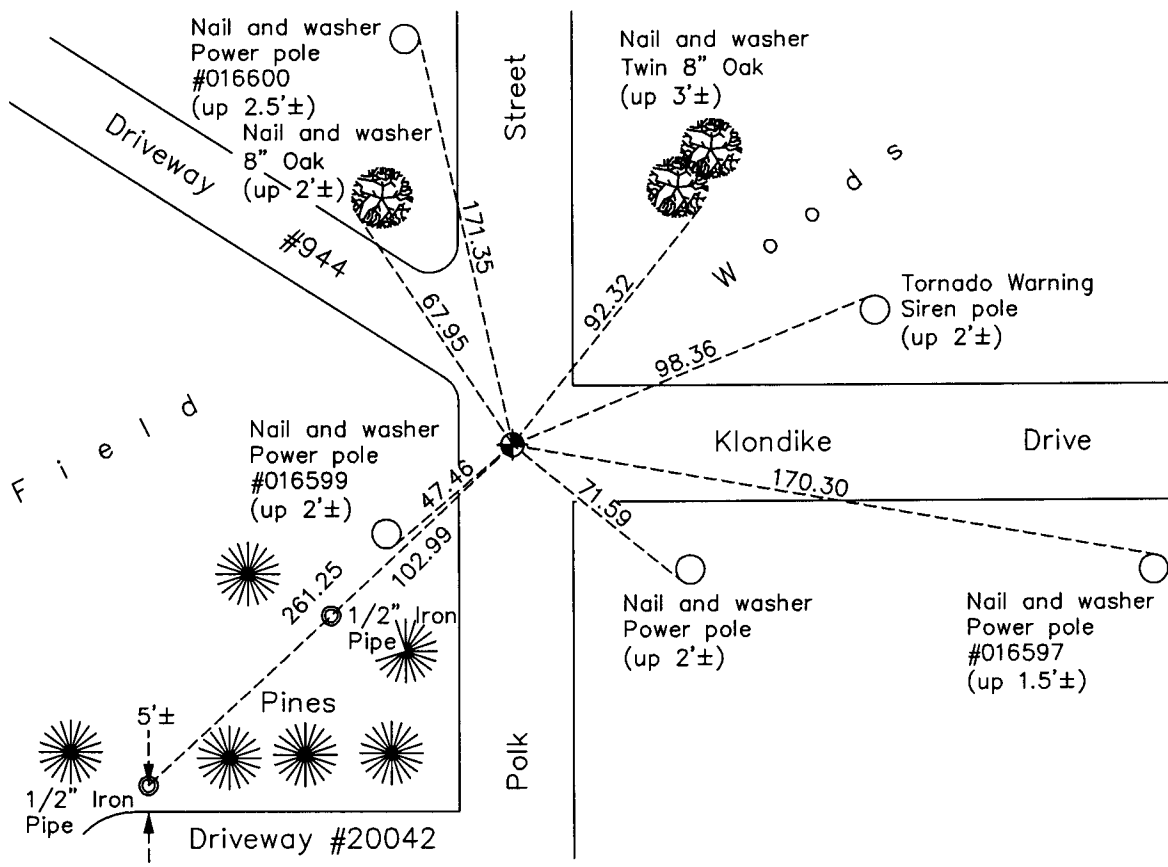 Nail and washer
Power pole
#016600
(up 2.5'±)
Nail and washer
8" Oak
(up 2'±)
Driveway
#944
Street
171.35
67.95
Nail and washer
Twin 8" Oak
(up 3'±)
Woods
92.32
Tornado Warning
Siren pole
(up 2'±)
98.36
Field
Nail and washer
Power pole
#016599
(up 2'±)
47.46
102.99
261.25
Klondike Drive
170.30
71.59
1/2" Iron
Pipe
Nail and washer
Power pole
(up 2'±)
Nail and washer
Power pole
#016597
(up 1.5'±)
Pines
5'±
1/2" Iron
Pipe
Polk
Driveway #20042